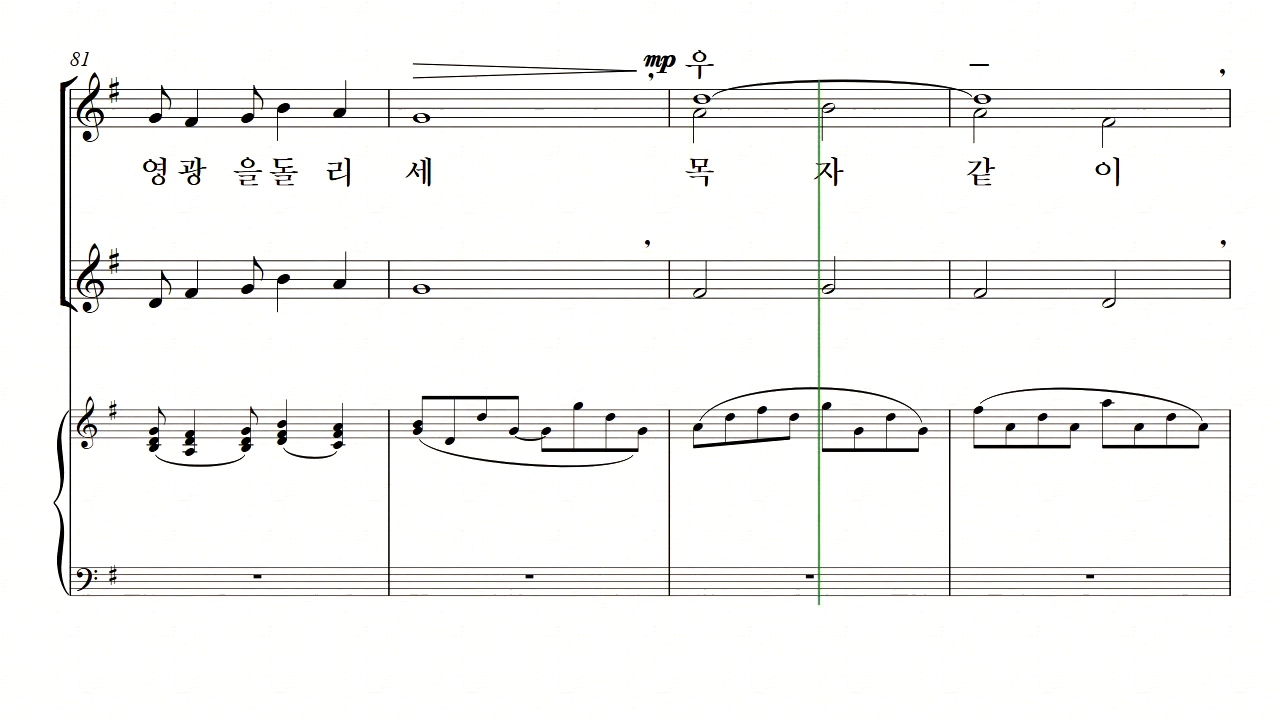 81
mp 우 –
영 광 을 돌 리 세 목 자 같 이